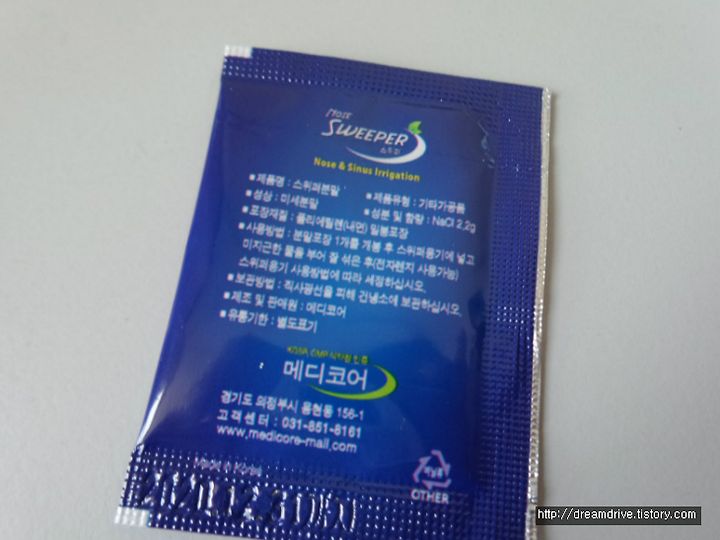 Nose
SWEEPER
스위퍼
Nose & Sinus Irrigation
■ 제품명 : 스위퍼분말 ■ 제품유형 : 기타가공품
■ 성상 : 미세분말 ■ 성분 및 함량 : NaCl 2.2g
■ 포장재질 : 폴리에틸렌(내면) 밀봉포장
■ 사용방법 : 분말포장 1개를 개봉 후 스위퍼용기에 넣고
미지근한 물을 부어 잘 섞은 후(전자렌지 사용가능)
스위퍼용기 사용방법에 따라 세정하십시오.
■ 보관방법 : 직사광선을 피해 건냉소에 보관하십시오.
■ 제조 및 판매원 : 메디코어
■ 유통기한 : 별도표기
메디코어
경기도 의정부시 용현동 156-1
고객센터 : 031-851-8161
www.medicore-mall.com
Made in Korea
OTHER
http://dreamdrive.tistory.com